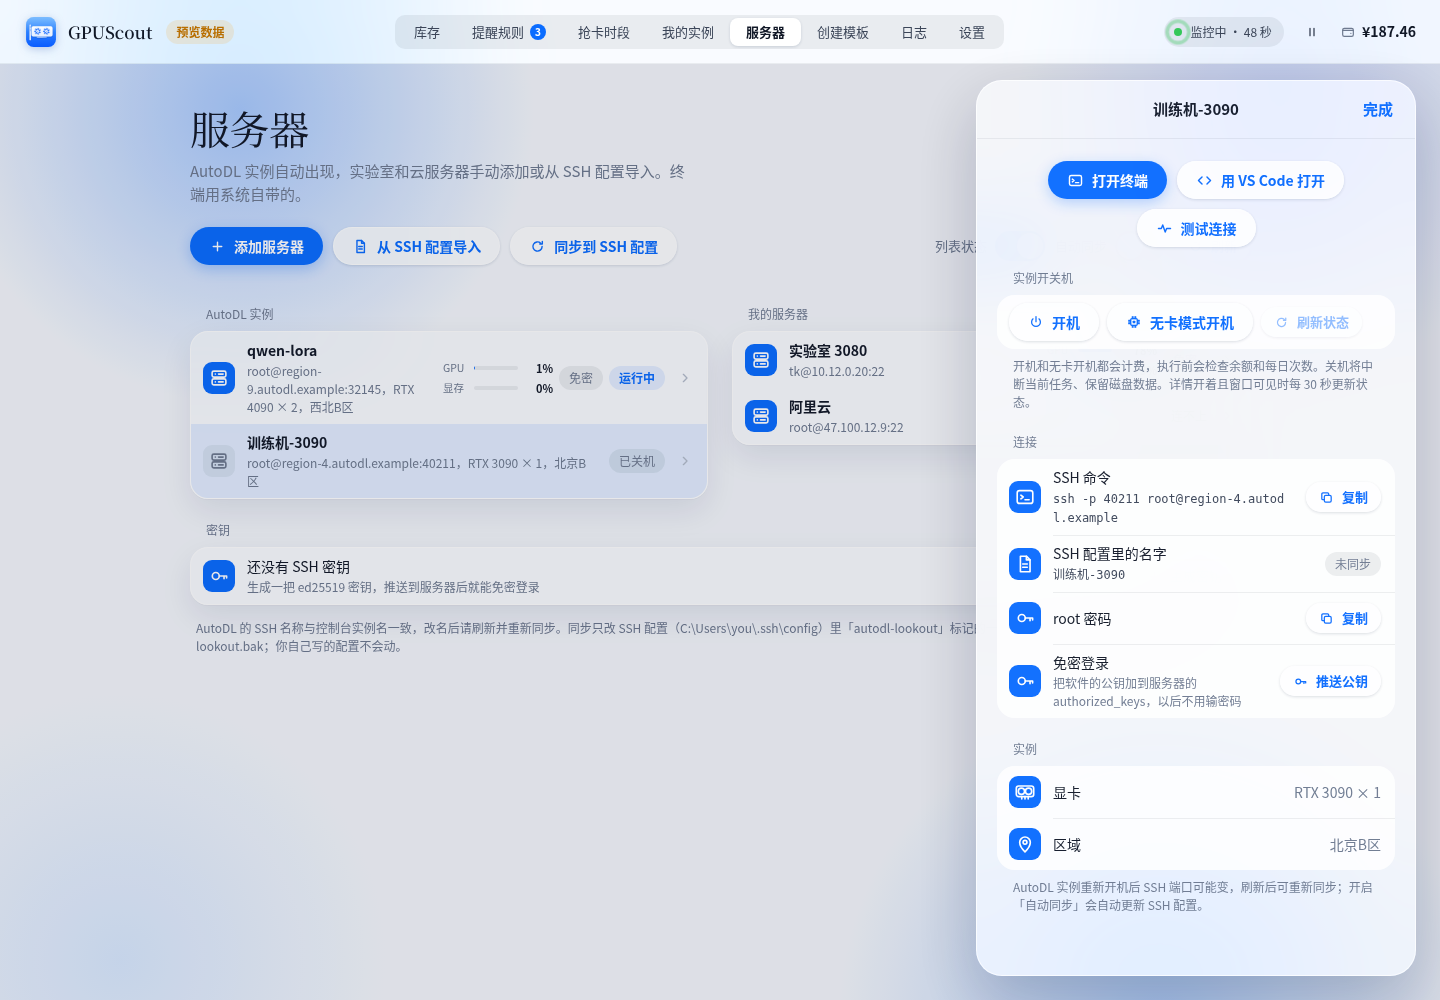 GPUScout
预览数据
库存
提醒规则 3
抢卡时段
我的实例
服务器
创建模板
日志
设置
监控中 · 48 秒
¥187.46
服务器
AutoDL 实例自动出现，实验室和云服务器手动添加或从 SSH 配置导入。终
端用系统自带的。
添加服务器
从 SSH 配置导入
同步到 SSH 配置
AutoDL 实例
qwen-lora
root@region-
9.autodl.example:32145，RTX
4090 × 2，西北B区
GPU 1%
显存 0%
免密
运行中
训练机-3090
root@region-4.autodl.example:40211，RTX 3090 × 1，北京B
区
已关机
我的服务器
实验室 3080
tk@10.12.0.20:22
阿里云
root@47.100.12.9:22
密钥
还没有 SSH 密钥
生成一把 ed25519 密钥，推送到服务器后就能免密登录
AutoDL 的 SSH 名称与控制台实例名一致，改名后请刷新并重新同步。同步只改 SSH 配置（C:\Users\you\.ssh\config）里「autodl-lookout」标记
lookout.bak；你自己写的配置不会动。
训练机-3090
完成
打开终端
用 VS Code 打开
测试连接
实例开关机
开机
无卡模式开机
刷新状态
开机和无卡开机都会计费，执行前会检查余额和每日次数。关机将中
断当前任务、保留磁盘数据。详情开着且窗口可见时每 30 秒更新状
态。
连接
SSH 命令
ssh -p 40211 root@region-4.autod
l.example
复制
SSH 配置里的名字
训练机-3090
未同步
root 密码
复制
免密登录
把软件的公钥加到服务器的
authorized_keys，以后不用输密码
推送公钥
实例
显卡
RTX 3090 × 1
区域
北京B区
AutoDL 实例重新开机后 SSH 端口可能变，刷新后可重新同步；开启
「自动同步」会自动更新 SSH 配置。